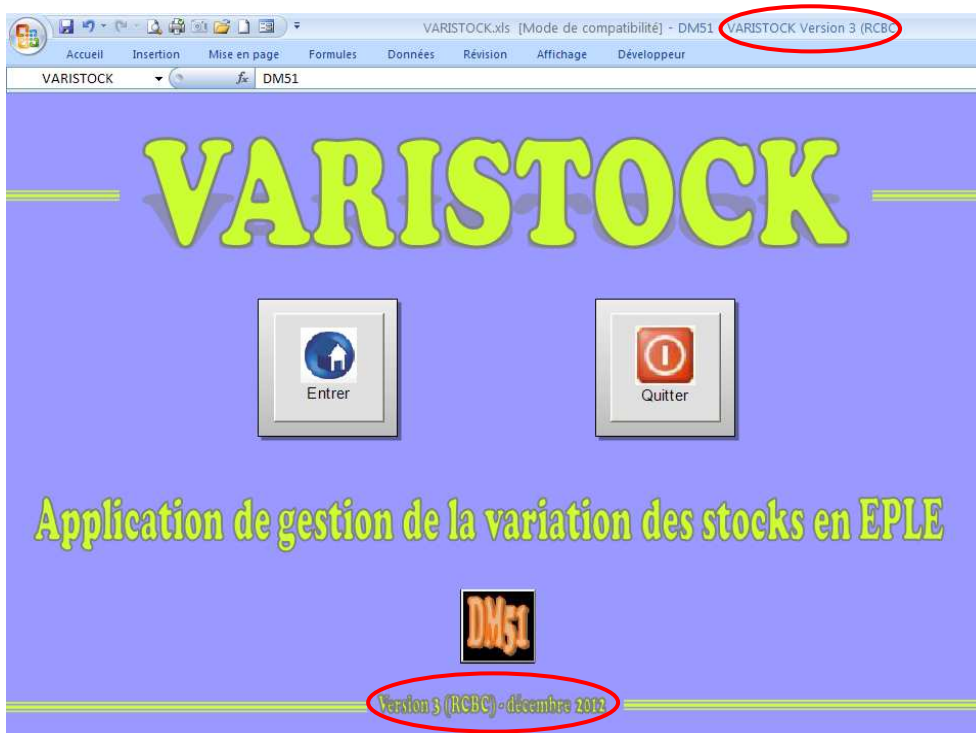 VARISTOCK.xls [Mode de compatibilité] - DM51 VARISTOCK Version 3 (RCBC
Accueil Insertion Mise en page Formules Données Révision Affichage Développeur
VARISTOCK fx DM51
VARISTOCK
Entrer Quitter
Application de gestion de la variation des stocks en EPLE
DM51
Version 3 (RCBC) - décembre 2012